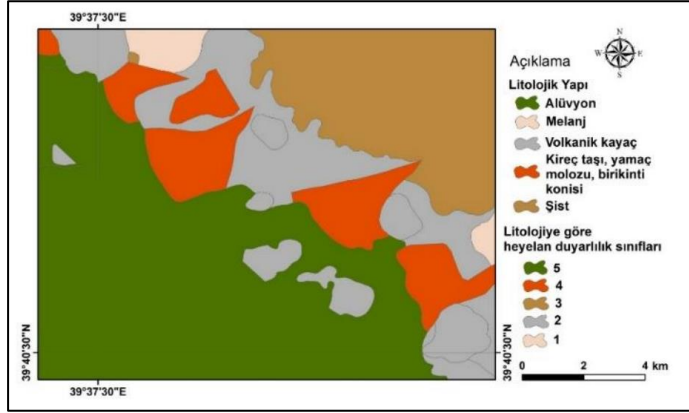 39°37'30"E
N
W
E
S
Açıklama
Litolojik Yapı
Alüvyon
Melanj
Volkanik kayaç
Kireç taşı, yamaç
molozu, birikinti
konisi
Şist
Litolojiye göre
heyelan duyarlılık sınıfları
5
4
3
2
1
39°40'30"N
39°40'30"N
0 2 4 km
39°37'30"E